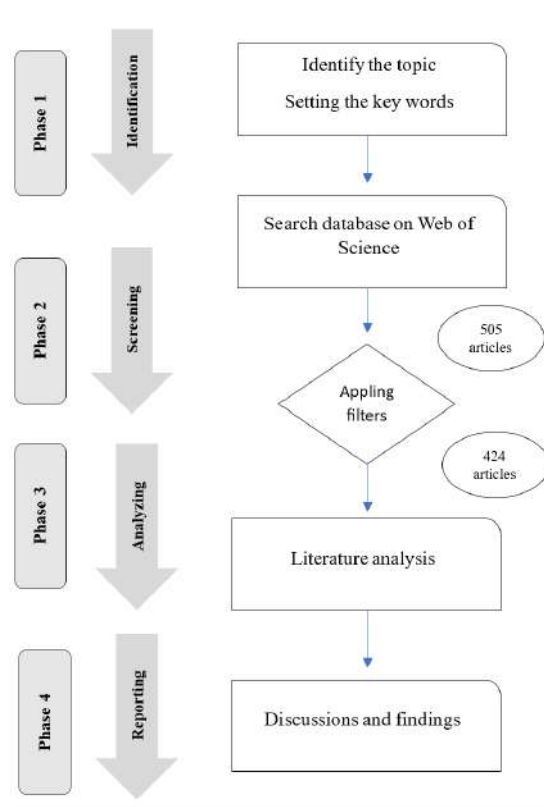 Phase 1
Identification
Identify the topic
Setting the key words
Search database on Web of
Science
Phase 2
Screening
505
articles
Appling
filters
424
articles
Phase 3
Analyzing
Literature analysis
Phase 4
Reporting
Discussions and findings